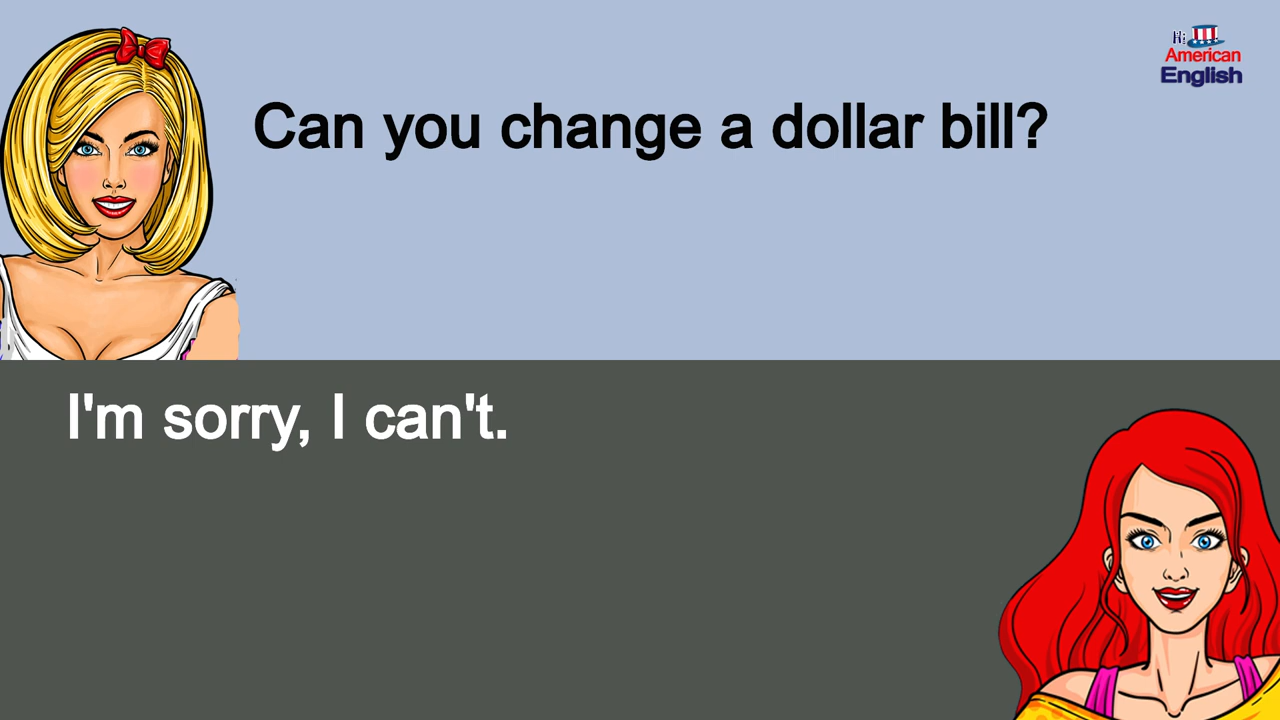 Hi
American
English
Can you change a dollar bill?
I'm sorry, I can't.